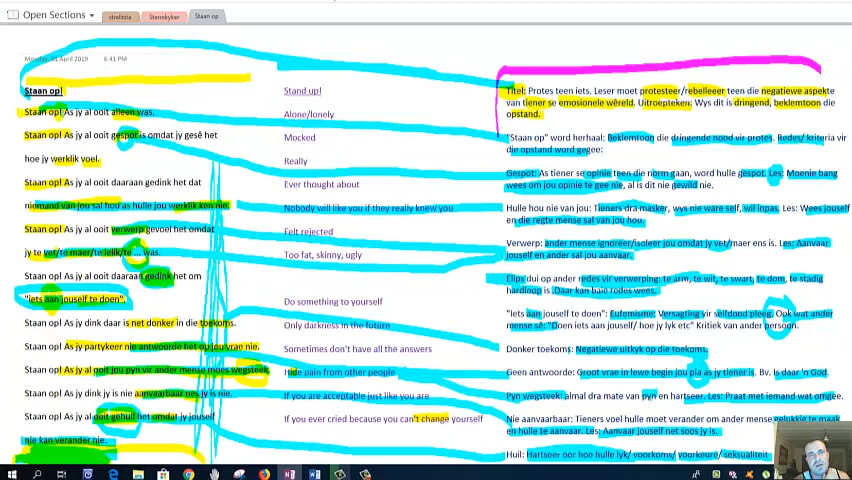 Open Sections
strelitzia
Sterrekyker
Staan op
Monday, 01 April 2019 6:41 PM
Staan op!
Staan op! As jy al ooit alleen was.
Staan op! As jy al ooit gespot is omdat jy gesê het
hoe jy werklik voel.
Staan op! As jy al ooit daaraan gedink het dat
niemand van jou sal hou as hulle jou werklik ken nie.
Staan op! As jy al ooit verwerp gevoel het omdat
jy te vet/te maer/te lelik/te ... was.
Staan op! As jy al ooit daaraan gedink het om
"iets aan jouself te doen".
Staan op! As jy dink daar is net donker in die toekoms.
Staan op! As jy partykeer nie antwoorde het op jou vrae nie.
Staan op! As jy al ooit jou pyn vir ander mense moes wegsteek.
Staan op! As jy dink jy is nie aanvaarbaar nes jy is nie.
Staan op! As jy al ooit gehuil het omdat jy jouself
nie kan verander nie.
Stand up!
Alone/lonely
Mocked
Really
Ever thought about
Nobody will like you if they really knew you
Felt rejected
Too fat, skinny, ugly
Do something to yourself
Only darkness in the future
Sometimes don't have all the answers
Hide pain from other people
If you are acceptable just like you are
If you ever cried because you can't change yourself
Titel: Protes teen iets. Leser moet protesteer/rebelleer teen die negatiewe aspekte
van tiener se emosionele wêreld. Uitroepteken: Wys dit is dringend, beklemtoon die
opstand.
"Staan op" word herhaal: Beklemtoon die dringende nood vir protes. Redes/ kriteria vir
die opstand word gegee:
Gespot: As tiener se opinie teen die norm gaan, word hulle gespot. Les: Moenie bang
wees om jou opinie te gee nie, al is dit nie gewild nie.
Hulle hou nie van jou: Tieners dra masker, wys nie ware self, wil inpas. Les: Wees jouself
en die regte mense sal van jou hou.
Verwerp: ander mense ignoreer/isoleer jou omdat jy vet/maer ens is. Les: Aanvaar
jouself en ander sal jou aanvaar.
Elips dui op ander redes vir verwerping: te arm, te wit, te swart, te dom, te stadig
hardloop is .Daar kan baie redes wees.
"Iets aan jouself te doen": Eufemisme: Versagting vir selfdood pleeg. Ook wat ander
mense sê: "Doen iets aan jouself/ hoe jy lyk etc" Kritiek van ander persoon.
Donker toekoms: Negatiewe uitkyk op die toekoms.
Geen antwoorde: Groot vrae in lewe begin jou pla as jy tiener is. Bv. Is daar 'n God.
Pyn wegsteek: almal dra mate van pyn en hartseer. Les: Praat met iemand wat omgee.
Nie aanvaarbaar: Tieners voel hulle moet verander om ander mense gelukkig te maak
en hulle te aanvaar. Les: Aanvaar jouself net soos jy is.
Huil: Hartseer oor hoe hulle lyk/ voorkoms/ voorkeure/ seksualiteit